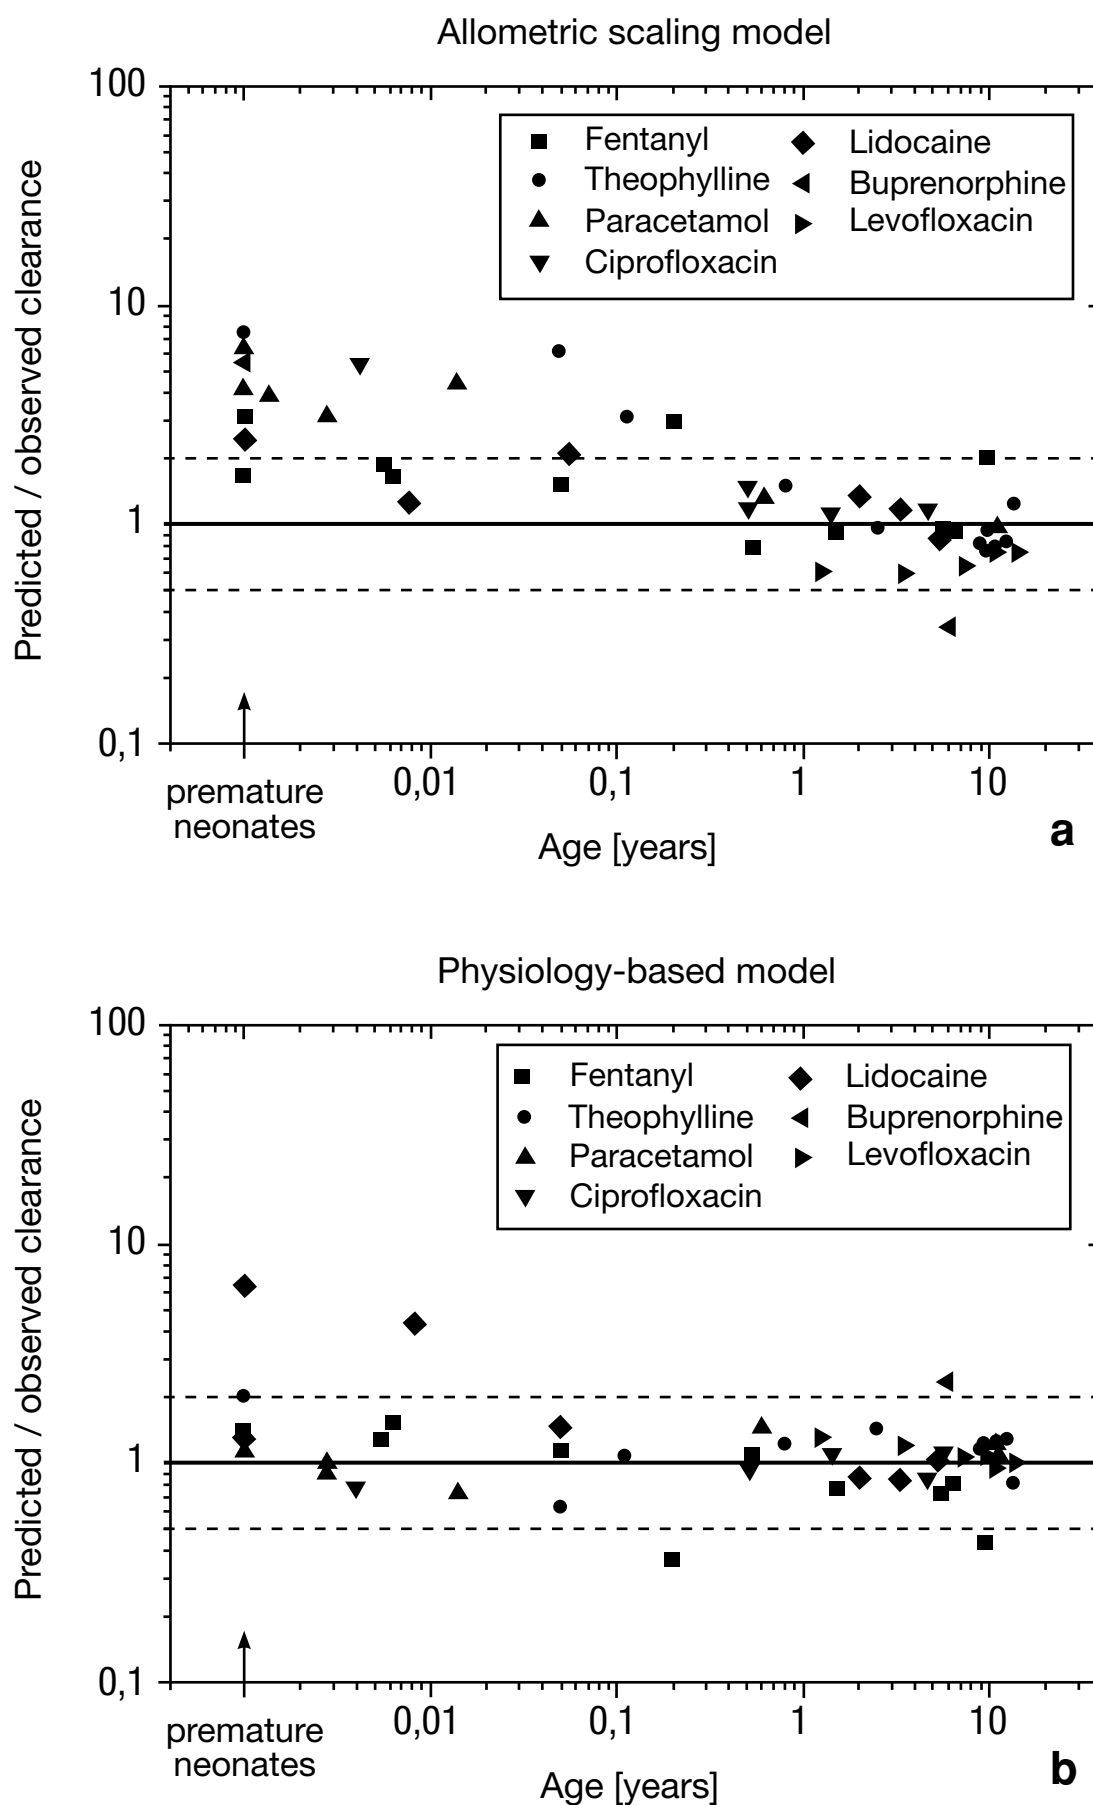 Allometric scaling model
100
10
1
0,1
Predicted / observed clearance
Fentanyl
Theophylline
Paracetamol
Ciprofloxacin
Lidocaine
Buprenorphine
Levofloxacin
premature
neonates
0,01
0,1
1
10
Age [years]
a
Physiology-based model
100
10
1
0,1
Predicted / observed clearance
Fentanyl
Theophylline
Paracetamol
Ciprofloxacin
Lidocaine
Buprenorphine
Levofloxacin
premature
neonates
0,01
0,1
1
10
Age [years]
b